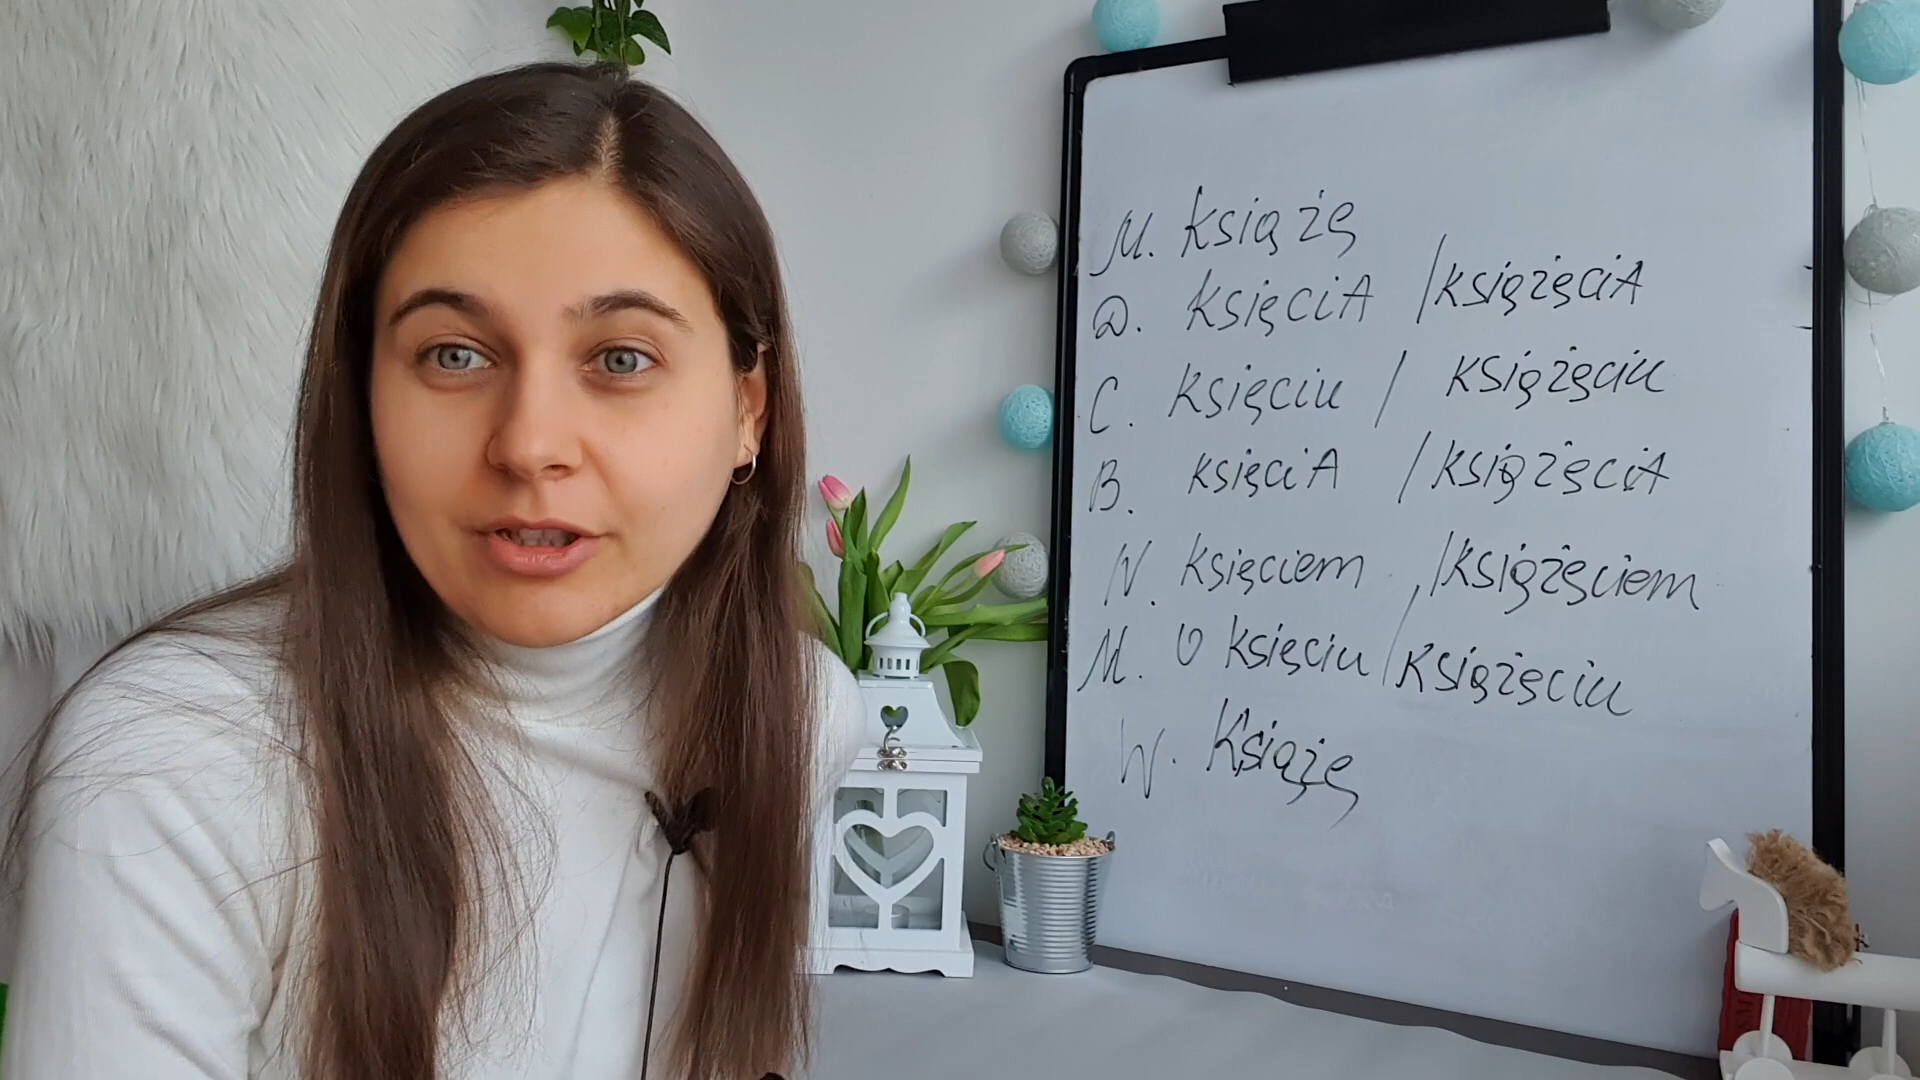 M. Książę
D. KsięciA / KsiążęciA
C. Księciu / Książęciu
B. KsięciA / KsiążęciA
N. Księciem / Książęciem
M. O Księciu / Książęciu
W. Książę